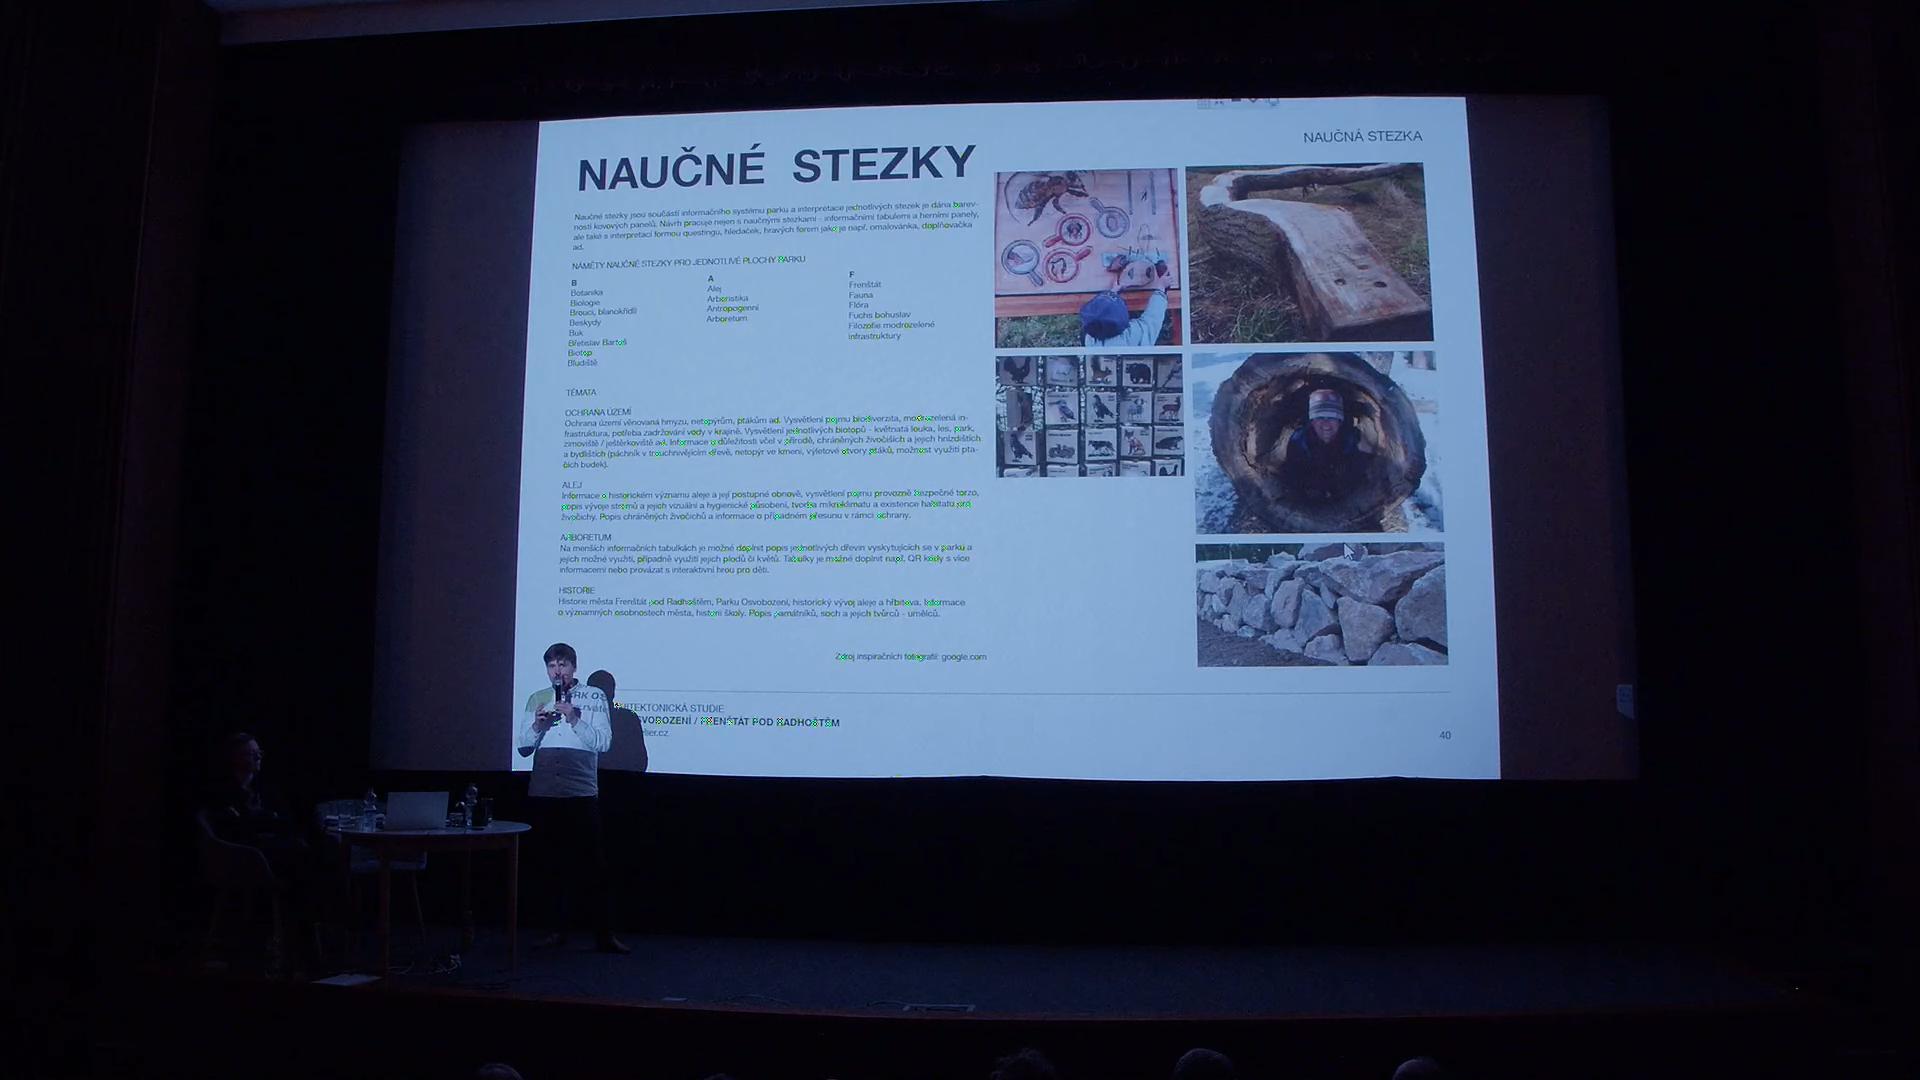 NAUČNÁ STEZKA
NAUČNÉ STEZKY
Naučné stezky jsou součástí informačního systému parku a interpretace jednotlivých stezek je dána barev-
ností kovových panelů. Návrh pracuje nejen s naučnými stezkami - informačními tabulemi a herními panely,
ale také s interpretací formou questingu, hledaček, hravých forem jako je např. omalovánka, doplňovačka
ad.
NÁMĚTY NAUČNÉ STEZKY PRO JEDNOTLIVÉ PLOCHY PARKU
B
Botanika
Biologie
Brouci, blanokřídlí
Beskydy
Buk
Břetislav Bartoš
Biotop
Bludiště
A
Alej
Arboristika
Antropogenní
Arboretum
F
Frenštát
Fauna
Flóra
Fuchs bohuslav
Filozofie modrozelené
infrastruktury
TÉMATA
OCHRANA ÚZEMÍ
Ochrana území věnovaná hmyzu, netopýrům, ptákům ad. Vysvětlení pojmu biodiverzita, modrozelená in-
frastruktura, potřeba zadržování vody v krajině. Vysvětlení jednotlivých biotopů - květnatá louka, les, park,
zimoviště / ještěrkoviště ad. Informace o důležitosti včel v přírodě, chráněných živočiších a jejich hnízdištích
a bydlištích (páchník v trouchnivějícím dřevě, netopýr ve kmeni, výletové otvory ptáků, možnost využití pta-
čích budek).
ALEJ
Informace o historickém významu aleje a její postupné obnově, vysvětlení pojmu provozně bezpečné torzo,
popis vývoje stromů a jejich vizuální a hygienické působení, tvorba mikroklimatu a existence habitatu pro
živočichy. Popis chráněných živočichů a informace o případném přesunu v rámci ochrany.
ARBORETUM
Na menších informačních tabulkách je možné doplnit popis jednotlivých dřevin vyskytujících se v parku a
jejich možné využití, případně využití jejich plodů či květů. Tabulky je možné doplnit např. QR kódy s více
informacemi nebo provázat s interaktivní hrou pro děti.
HISTORIE
Historie města Frenštát pod Radhoštěm, Parku Osvobození, historický vývoj aleje a hřbitova. Informace
o významných osobnostech města, historii školy. Popis památníků, soch a jejich tvůrců - umělců.
Zdroj inspiračních fotografií: google.com
HITEKTONICKÁ STUDIE
PARK OSVOBOZENÍ / FRENŠTÁT POD RADHOŠTĚM
lier.cz
40